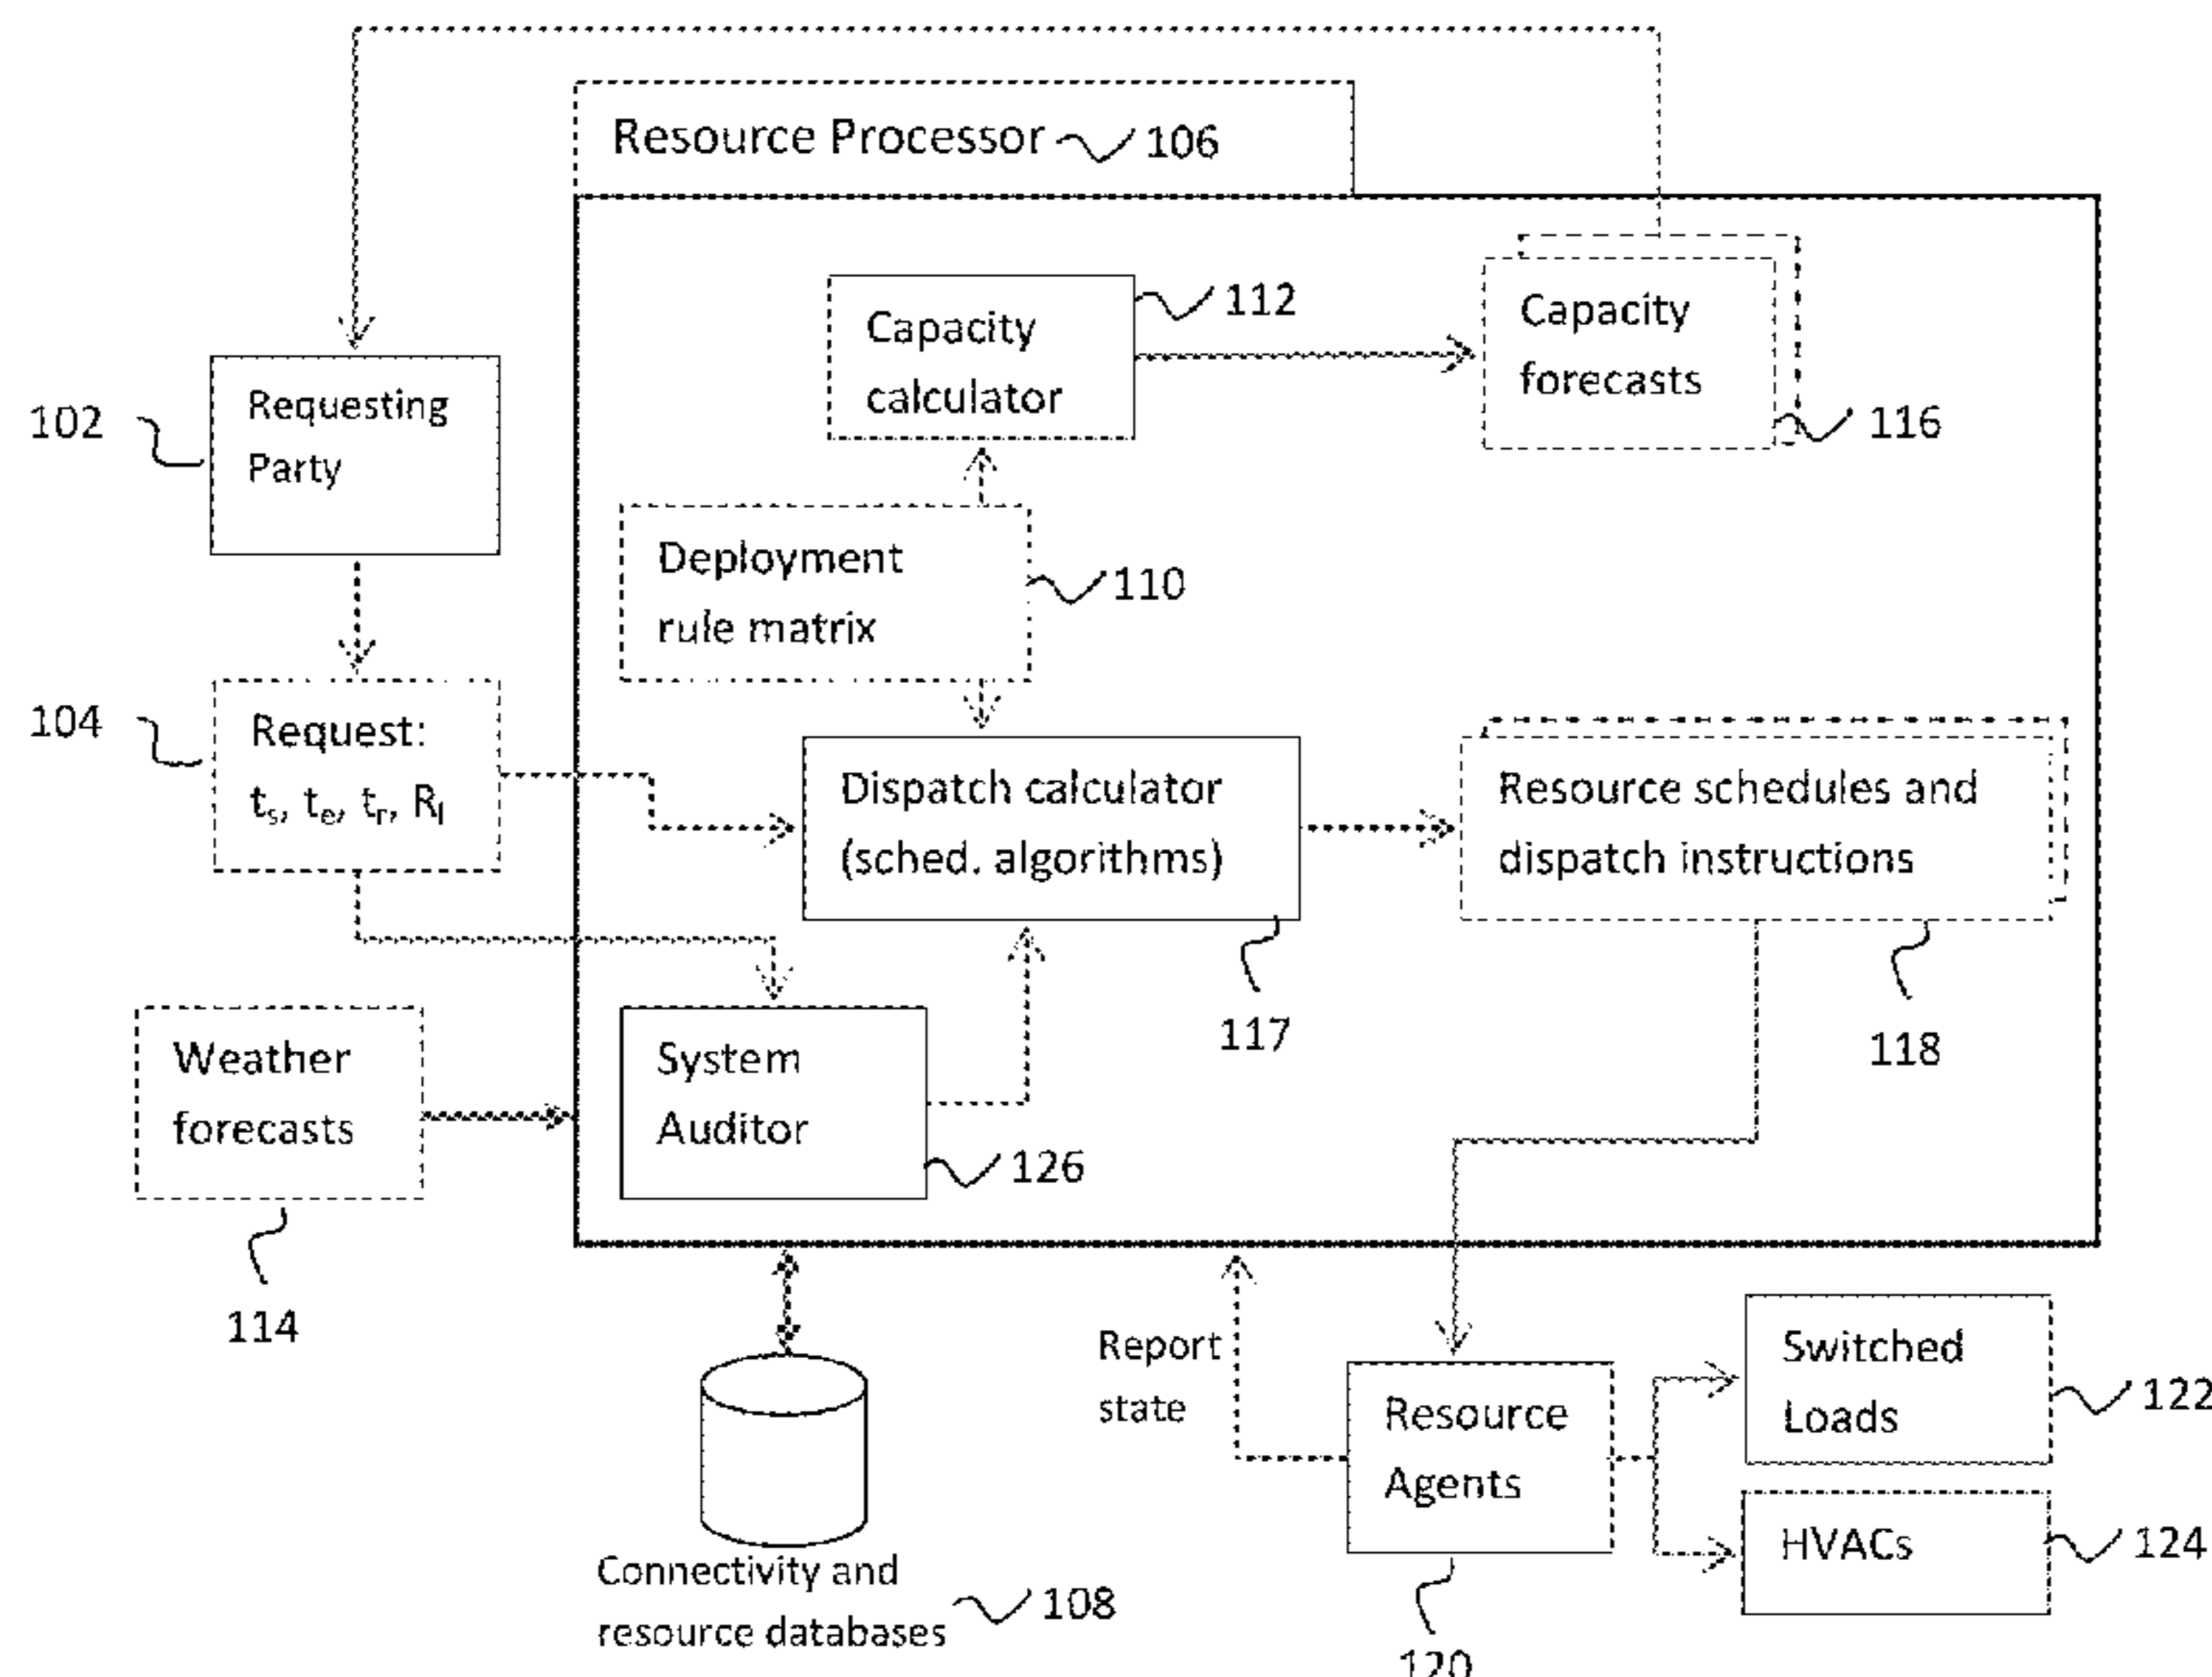 Resource Processor 106
Capacity
calculator
112
Capacity
forecasts
116
102
Requesting
Party
Deployment
rule matrix
110
104
Request:
ts, te, tr, Rl
Dispatch calculator
(sched. algorithms)
117
Resource schedules and
dispatch instructions
118
Weather
forecasts
114
System
Auditor
126
Report
state
Resource
Agents
120
Switched
Loads
122
HVACs
124
Connectivity and
resource databases
108